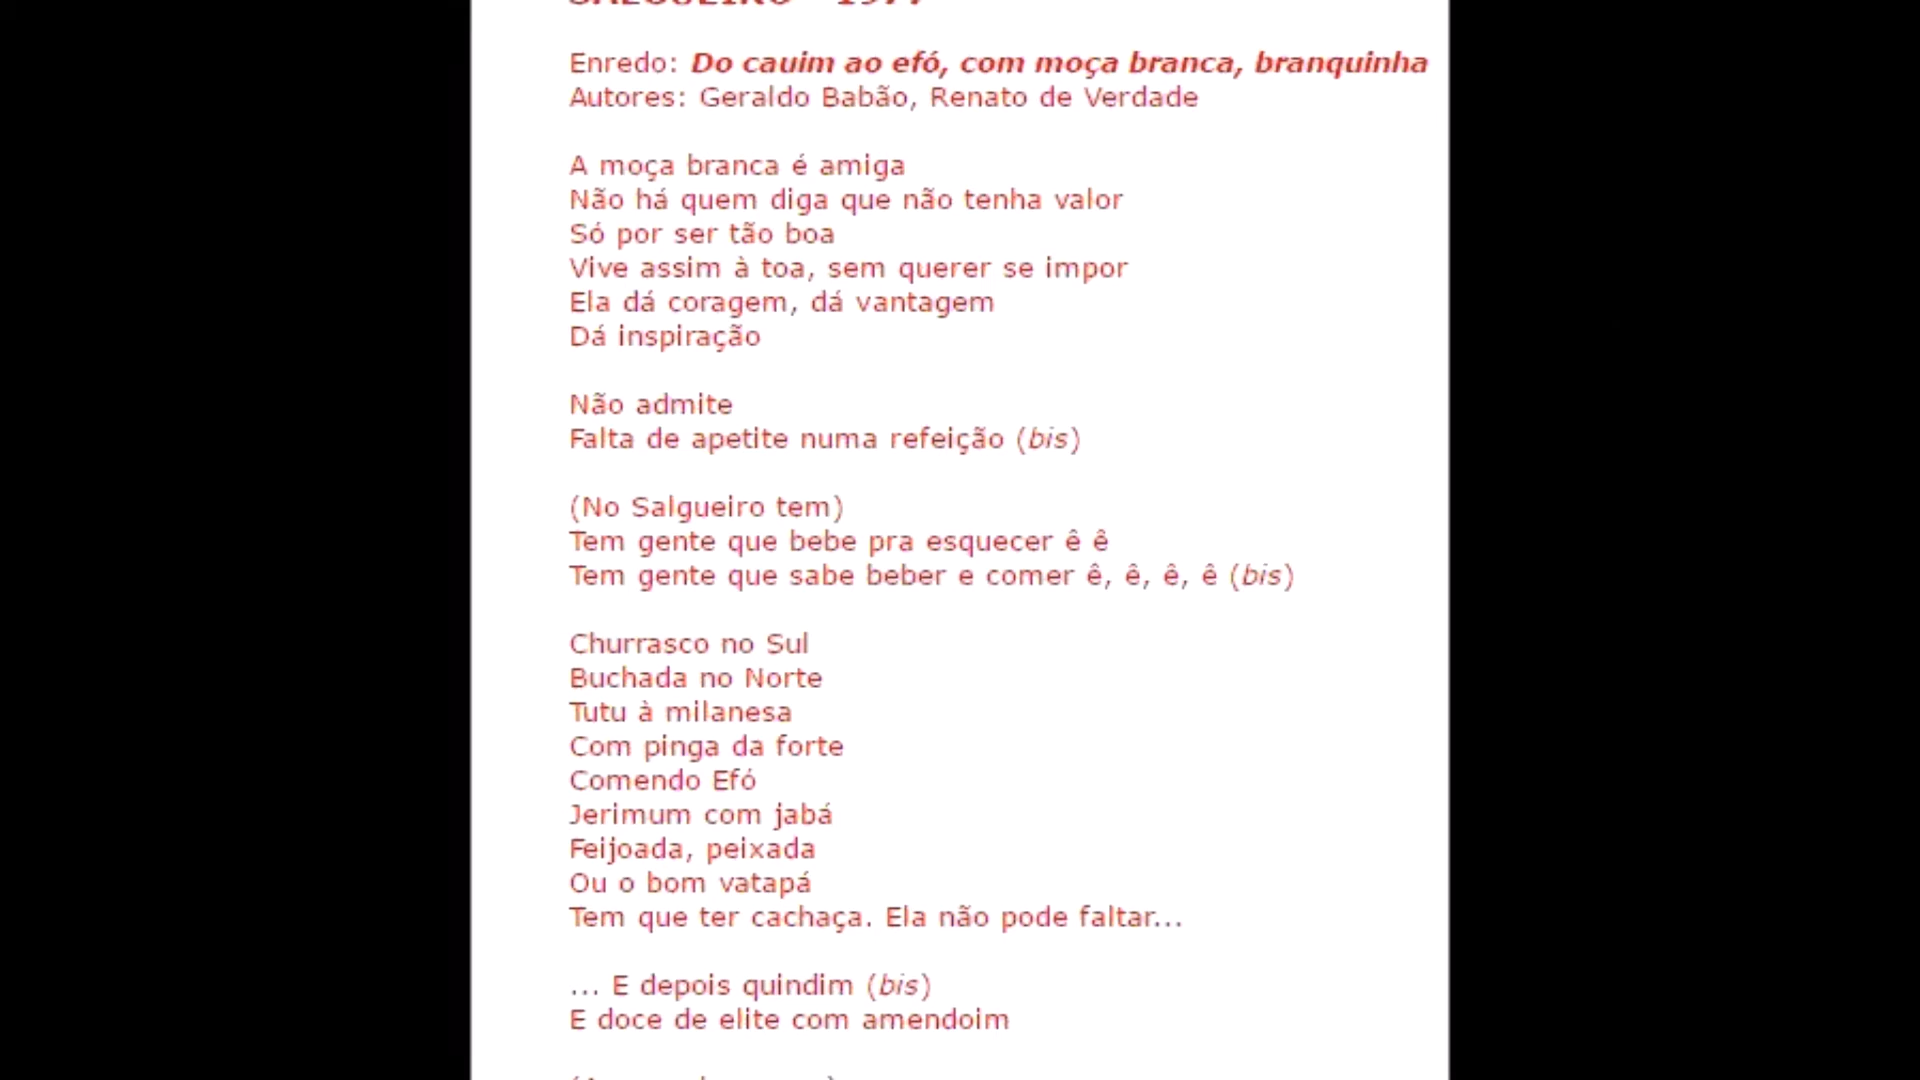 SALGUEIRO - 1977
Enredo: Do cauim ao efó, com moça branca, branquinha
Autores: Geraldo Babão, Renato de Verdade
A moça branca é amiga
Não há quem diga que não tenha valor
Só por ser tão boa
Vive assim à toa, sem querer se impor
Ela dá coragem, dá vantagem
Dá inspiração
Não admite
Falta de apetite numa refeição (bis)
(No Salgueiro tem)
Tem gente que bebe pra esquecer ê ê
Tem gente que sabe beber e comer ê, ê, ê, ê (bis)
Churrasco no Sul
Buchada no Norte
Tutu à milanesa
Com pinga da forte
Comendo Efó
Jerimum com jabá
Feijoada, peixada
Ou o bom vatapá
Tem que ter cachaça. Ela não pode faltar...
... E depois quindim (bis)
E doce de elite com amendoim